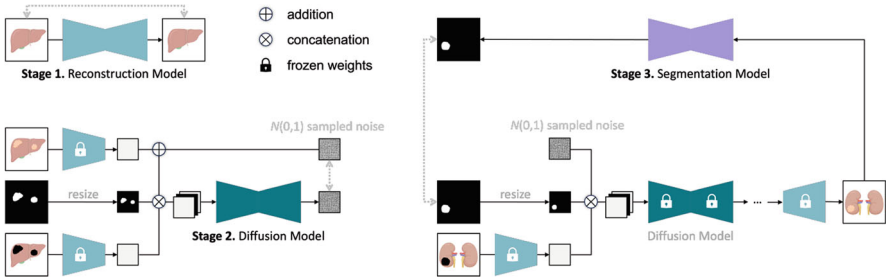 addition
concatenation
frozen weights
Stage 1. Reconstruction Model
N(0,1) sampled noise
resize
Stage 2. Diffusion Model
Stage 3. Segmentation Model
N(0,1) sampled noise
resize
...
Diffusion Model